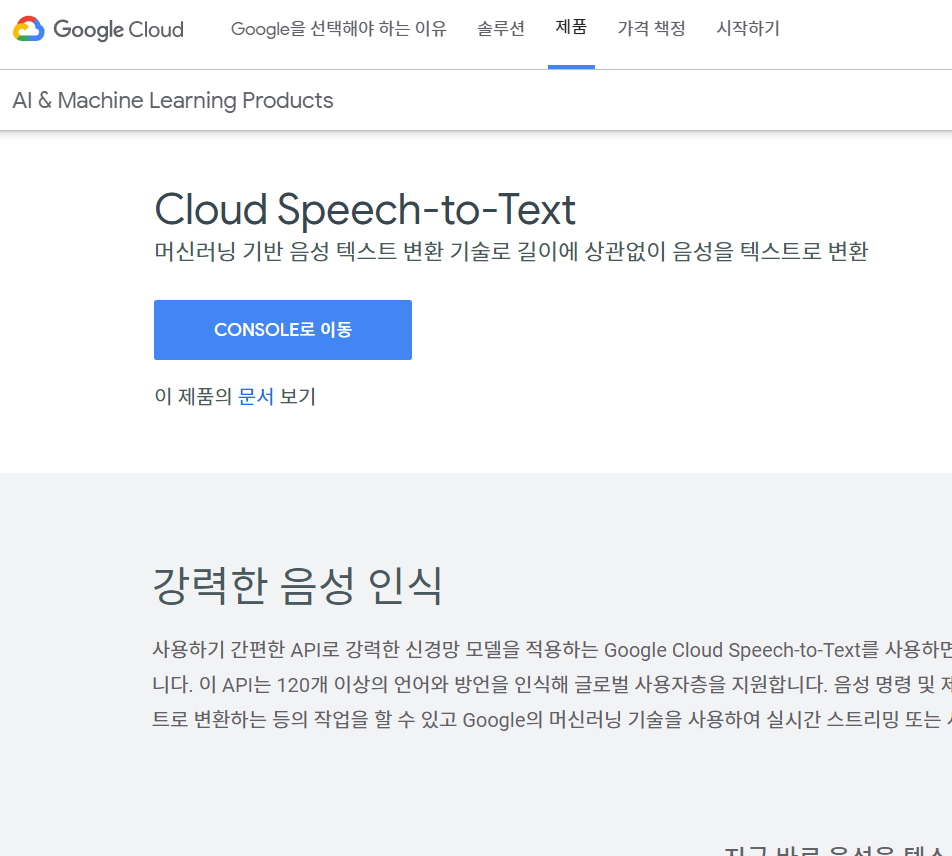 Google Cloud
Google을 선택해야 하는 이유
솔루션
제품
가격 책정
시작하기
AI & Machine Learning Products
Cloud Speech-to-Text
머신러닝 기반 음성 텍스트 변환 기술로 길이에 상관없이 음성을 텍스트로 변환
CONSOLE로 이동
이 제품의 문서 보기
강력한 음성 인식
사용하기 간편한 API로 강력한 신경망 모델을 적용하는 Google Cloud Speech-to-Text를 사용하면
니다. 이 API는 120개 이상의 언어와 방언을 인식해 글로벌 사용자층을 지원합니다. 음성 명령 및
트로 변환하는 등의 작업을 할 수 있고 Google의 머신러닝 기술을 사용하여 실시간 스트리밍 또는
지금 바로 음성을